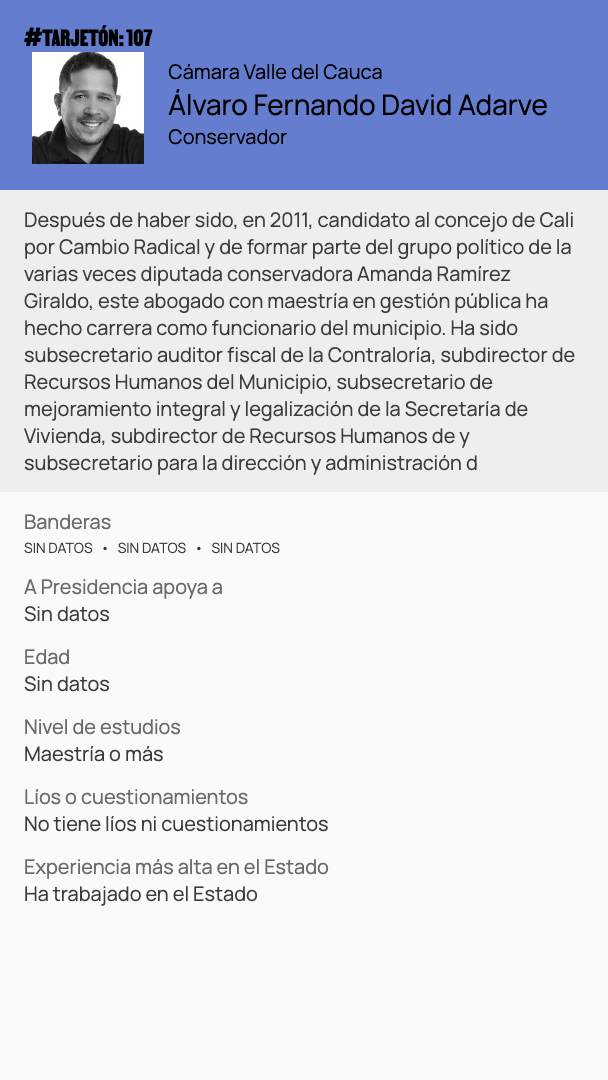 #TARJETÓN: 107
Cámara Valle del Cauca
Álvaro Fernando David Adarve
Conservador
Después de haber sido, en 2011, candidato al concejo de Cali
por Cambio Radical y de formar parte del grupo político de la
varias veces diputada conservadora Amanda Ramírez
Giraldo, este abogado con maestría en gestión pública ha
hecho carrera como funcionario del municipio. Ha sido
subsecretario auditor fiscal de la Contraloría, subdirector de
Recursos Humanos del Municipio, subsecretario de
mejoramiento integral y legalización de la Secretaría de
Vivienda, subdirector de Recursos Humanos de y
subsecretario para la dirección y administración d
Banderas
SIN DATOS • SIN DATOS • SIN DATOS
A Presidencia apoya a
Sin datos
Edad
Sin datos
Nivel de estudios
Maestría o más
Líos o cuestionamientos
No tiene líos ni cuestionamientos
Experiencia más alta en el Estado
Ha trabajado en el Estado